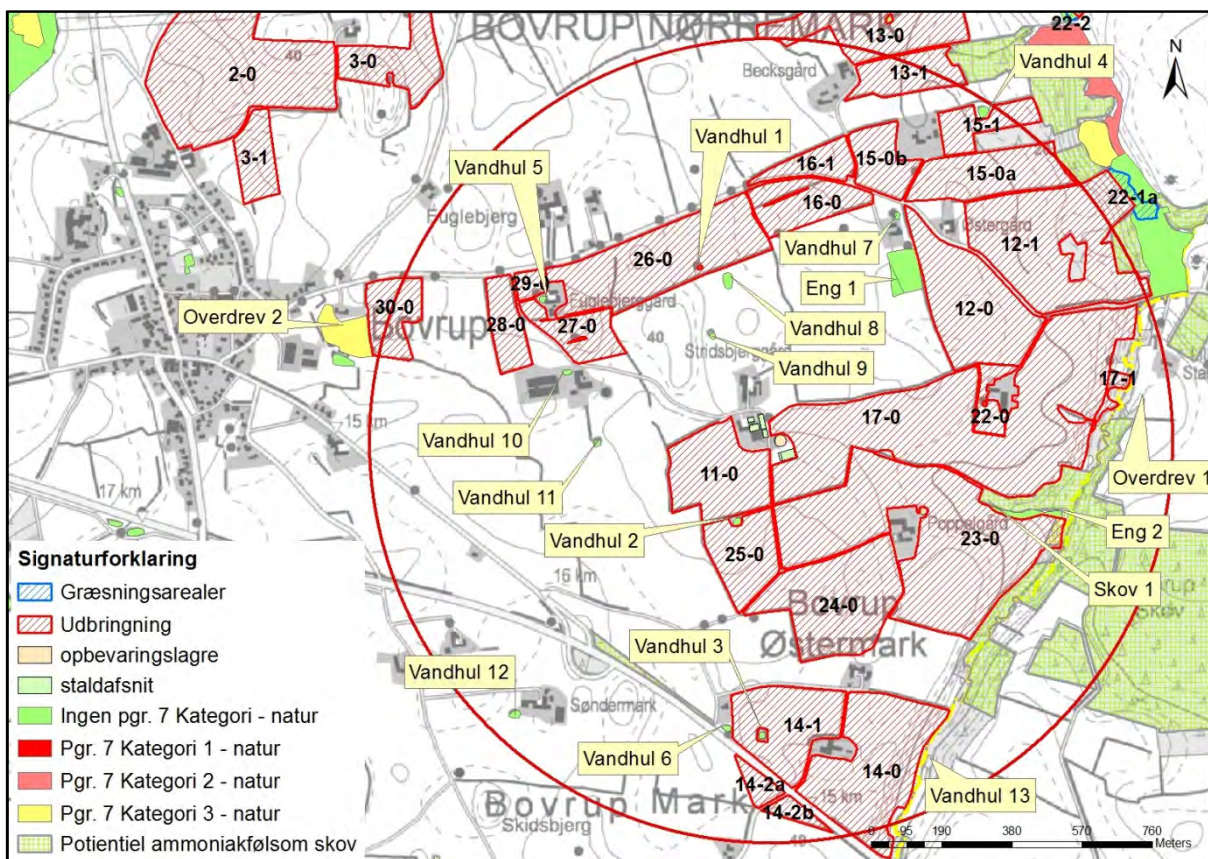 BOVRUP NØRREMARK
22-2
13-0
3-0
40
Vandhul 4
N
2-0
Becksgård
13-1
15-1
Vandhul 1
3-1
Vandhul 5
16-1
15-0b
15-0a
22-1a
Fuglebjerg
16-0
Østergård
26-0
Vandhul 7
12-1
29-0
Eng 1
Overdrev 2
30-0
Fuglebjerggård
Bovrup
28-0
27-0
12-0
Vandhul 8
40
Stridsbjerggård
Vandhul 9
17-1
15 km
17-0
22-0
Vandhul 10
11-0
Overdrev 1
17 km
Vandhul 11
Poppelgård
Vandhul 2
23-0
Eng 2
Signaturforklaring
25-0
16 km
Græsningsarealer
Skov 1
Skov
Udbringning
24-0
Bovrup
Østermark
opbevaringslagre
Vandhul 3
staldafsnit
Vandhul 12
Ingen pgr. 7 Kategori - natur
Søndermark
14-1
Pgr. 7 Kategori 1 - natur
Vandhul 6
14-0
Pgr. 7 Kategori 2 - natur
14-2a
15 km
Vandhul 13
Bovrup Mark
14-2b
Pgr. 7 Kategori 3 - natur
Skidsbjerg
40
Potentiel ammoniakfølsom skov
0 95 190 380 570 760
Meters